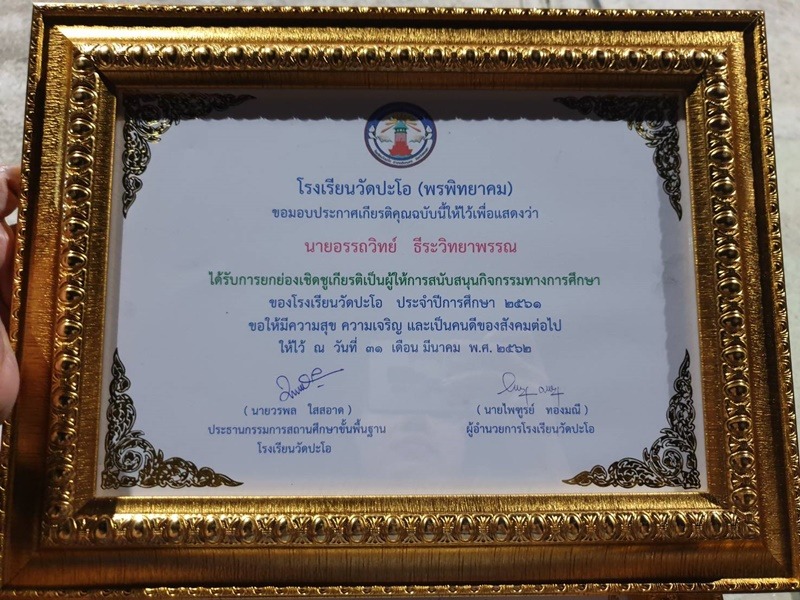 โรงเรียนวัดปะโอ (พรพิทยาคม)
ขอมอบประกาศเกียรติคุณฉบับนี้ให้ไว้เพื่อแสดงว่า
นายอรรถวิทย์ ธีระวิทยาพรรณ
ได้รับการยกย่องเชิดชูเกียรติเป็นผู้ให้การสนับสนุนกิจกรรมทางการศึกษา
ของโรงเรียนวัดปะโอ ประจำปีการศึกษา ๒๕๖๑
ขอให้มีความสุข ความเจริญ และเป็นคนดีของสังคมต่อไป
ให้ไว้ ณ วันที่ ๓๑ เดือน มีนาคม พ.ศ. ๒๕๖๒
( นายวรพล ใสสอาด )
ประธานกรรมการสถานศึกษาขั้นพื้นฐาน
โรงเรียนวัดปะโอ
( นายไพฑูรย์ ทองมณี )
ผู้อำนวยการโรงเรียนวัดปะโอ